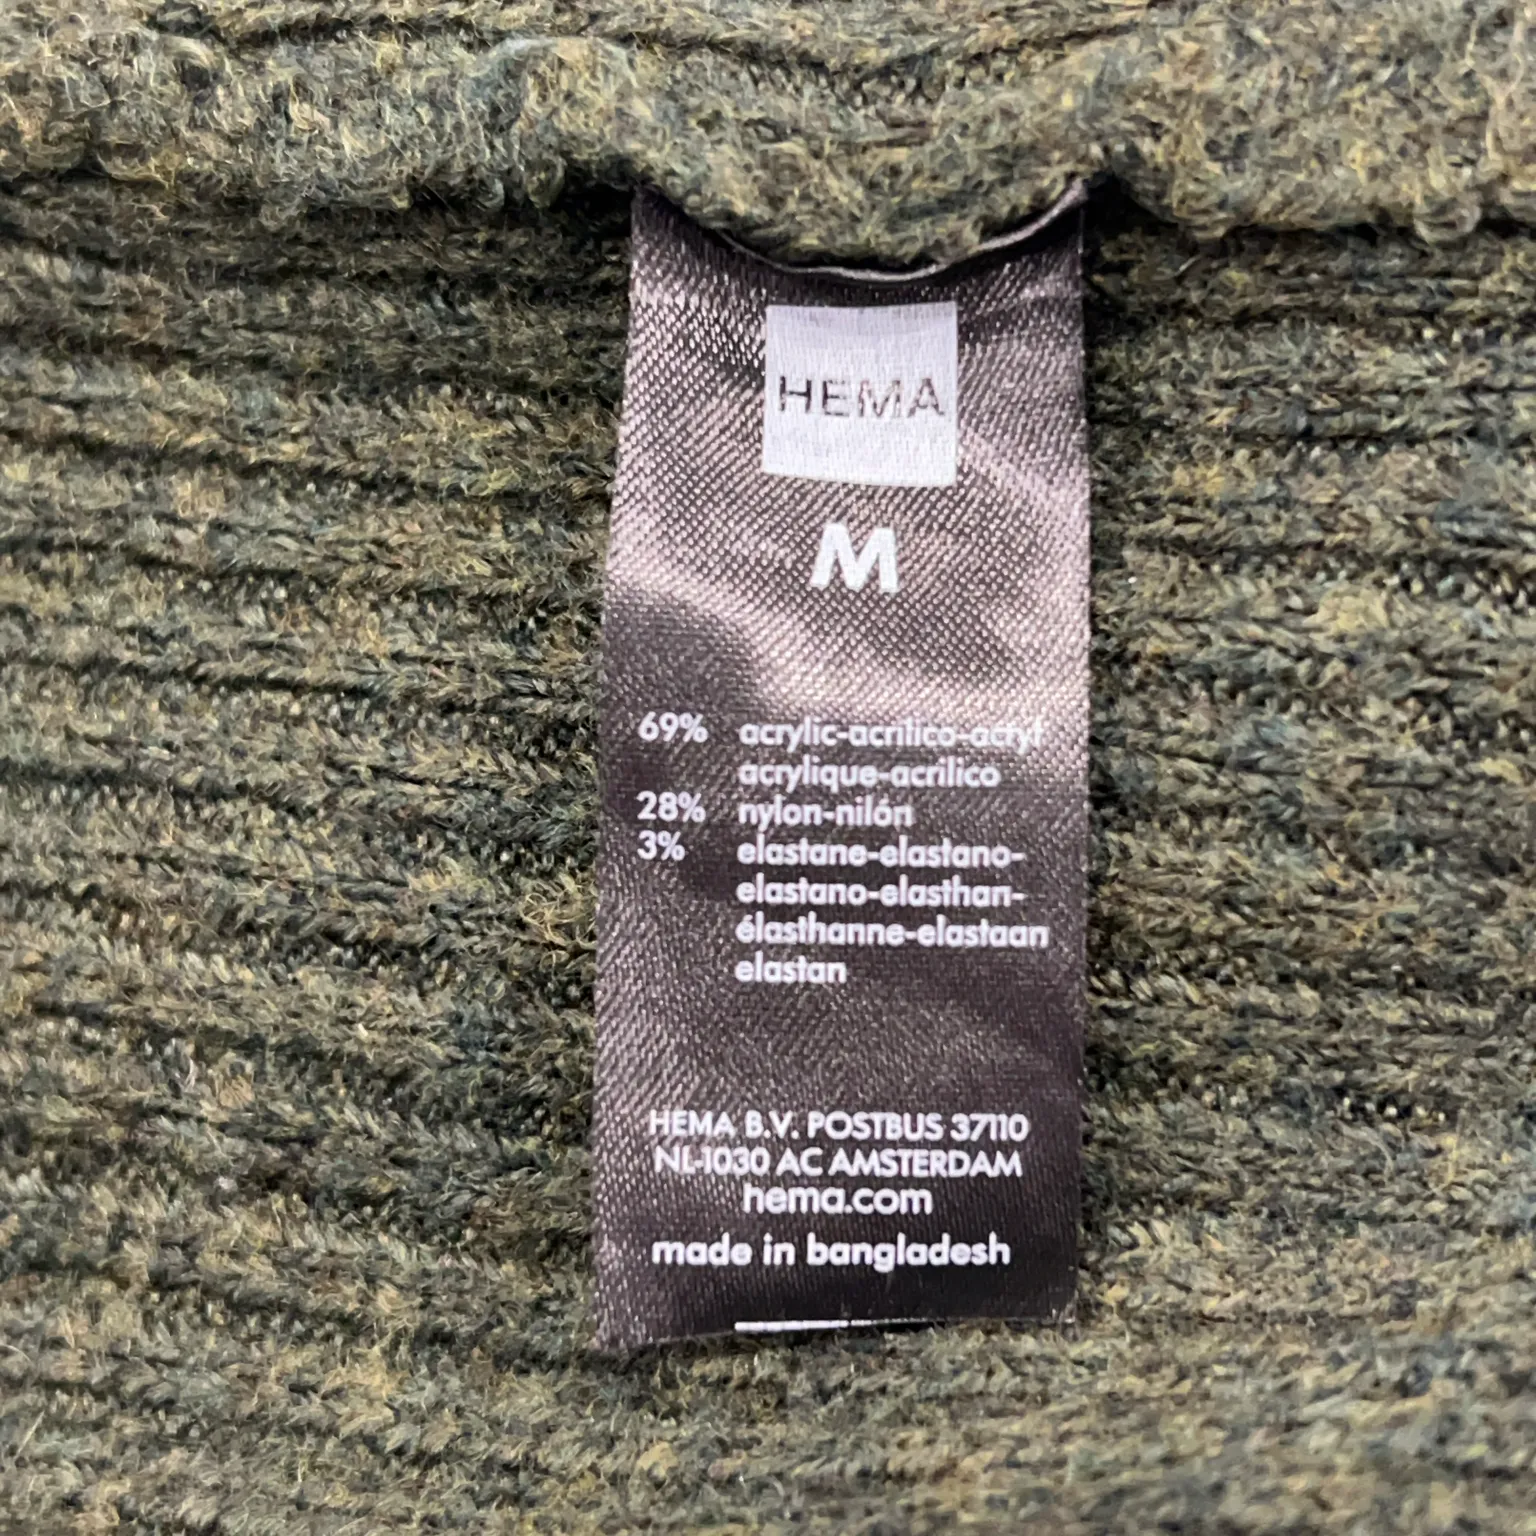 HEMA
M
69% acrylic-acrilico-acryl
acrylique-acrilico
28% nylon-nilón
3% elastane-elastano-
elastano-elasthan-
élasthanne-elastaan
elastan
HEMA B.V. POSTBUS 37110
NL-1030 AC AMSTERDAM
hema.com
made in bangladesh